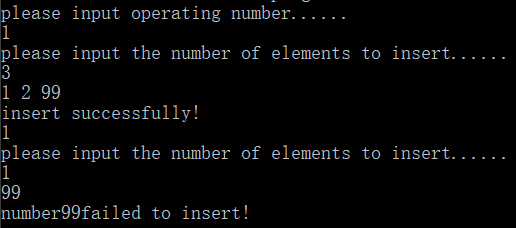 please input operating number......
1
please input the number of elements to insert......
3
1 2 99
insert successfully!
1
please input the number of elements to insert......
1
99
number99failed to insert!